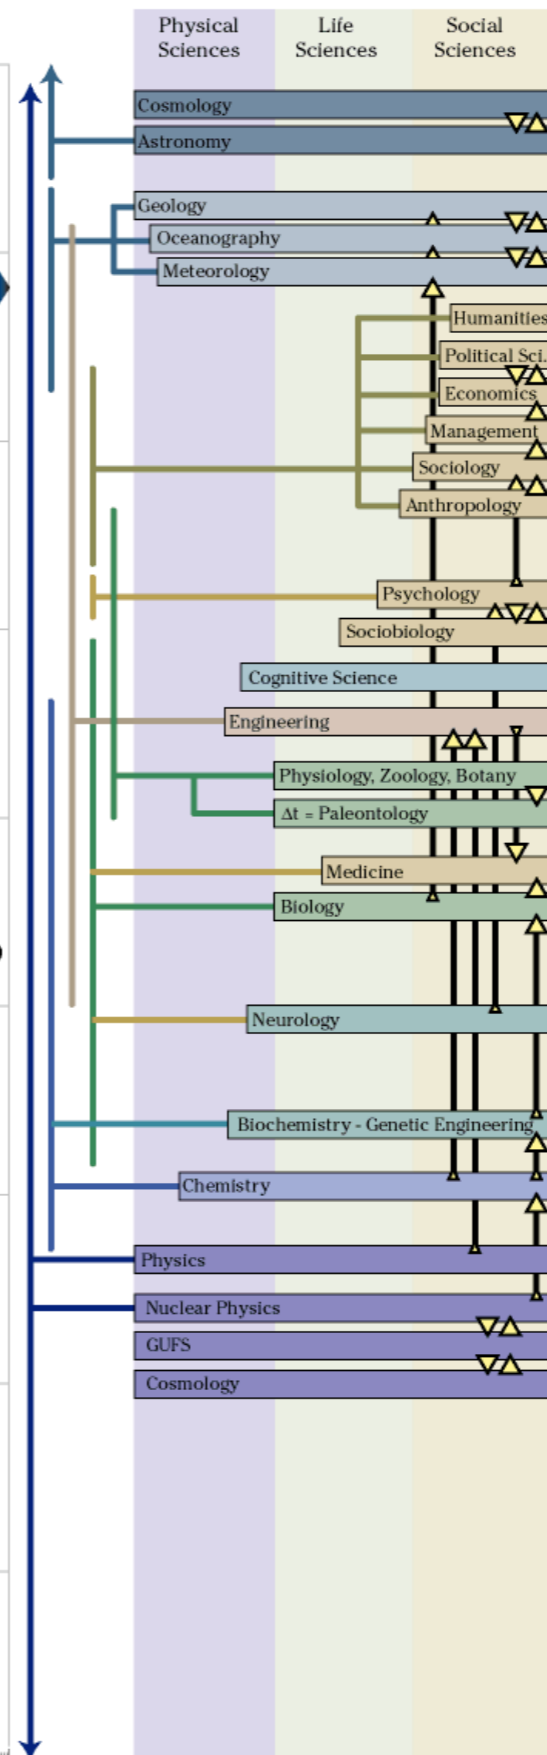 Physical
Sciences
Life
Sciences
Social
Sciences
Cosmology
Astronomy
Geology
Oceanography
Meteorology
Humanities
Political Sci.
Economics
Management
Sociology
Anthropology
Psychology
Sociobiology
Cognitive Science
Engineering
Physiology, Zoology, Botany
Δt = Paleontology
Medicine
Biology
Neurology
Biochemistry - Genetic Engineering
Chemistry
Physics
Nuclear Physics
GUFS
Cosmology